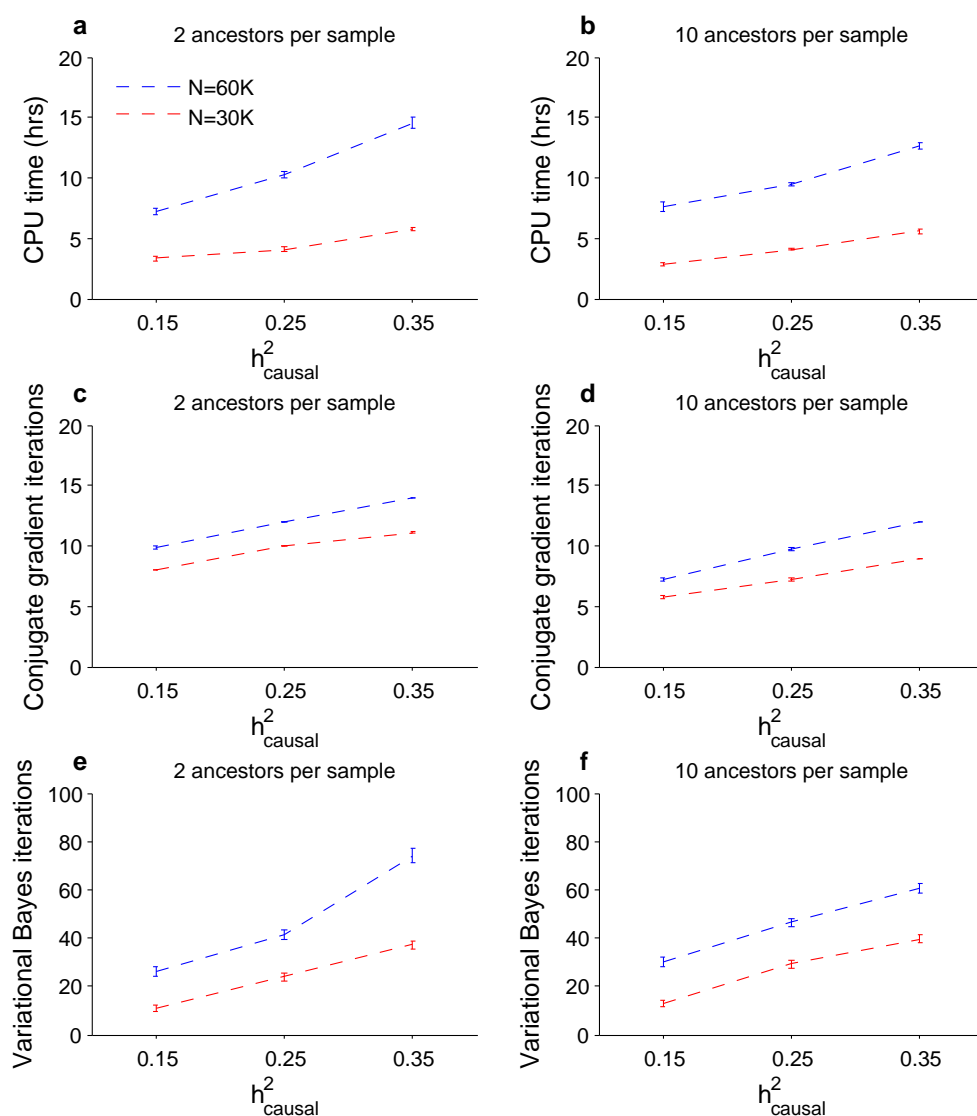 a
2 ancestors per sample
CPU time (hrs)
20
15
10
5
0
N=60K
N=30K
0.15 0.25 0.35
h²causal
b
10 ancestors per sample
CPU time (hrs)
20
15
10
5
0
0.15 0.25 0.35
h²causal
c
2 ancestors per sample
Conjugate gradient iterations
20
15
10
5
0
0.15 0.25 0.35
h²causal
d
10 ancestors per sample
Conjugate gradient iterations
20
15
10
5
0
0.15 0.25 0.35
h²causal
e
2 ancestors per sample
Variational Bayes iterations
100
80
60
40
20
0
0.15 0.25 0.35
h²causal
f
10 ancestors per sample
Variational Bayes iterations
100
80
60
40
20
0
0.15 0.25 0.35
h²causal